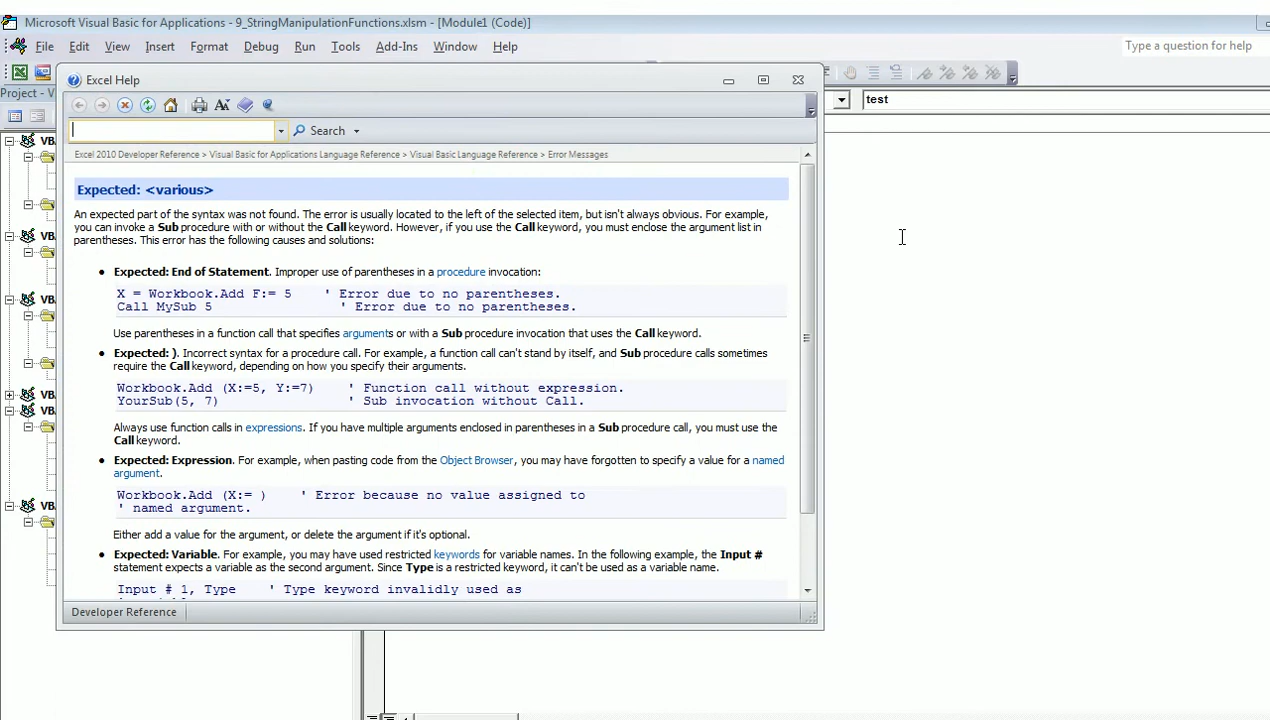 Microsoft Visual Basic for Applications - 9_StringManipulationFunctions.xlsm - [Module1 (Code)]
File Edit View Insert Format Debug Run Tools Add-Ins Window Help
Type a question for help
Excel Help
Project - V
test
Search
VB
Excel 2010 Developer Reference > Visual Basic for Applications Language Reference > Visual Basic Language Reference > Error Messages
Expected: <various>
An expected part of the syntax was not found. The error is usually located to the left of the selected item, but isn't always obvious. For example,
you can invoke a Sub procedure with or without the Call keyword. However, if you use the Call keyword, you must enclose the argument list in
parentheses. This error has the following causes and solutions:
VB
• Expected: End of Statement. Improper use of parentheses in a procedure invocation:
X = Workbook.Add F:= 5 ' Error due to no parentheses.
VB
Call MySub 5 ' Error due to no parentheses.
Use parentheses in a function call that specifies arguments or with a Sub procedure invocation that uses the Call keyword.
• Expected: ). Incorrect syntax for a procedure call. For example, a function call can't stand by itself, and Sub procedure calls sometimes
require the Call keyword, depending on how you specify their arguments.
Workbook.Add (X:=5, Y:=7) ' Function call without expression.
VB
YourSub(5, 7) ' Sub invocation without Call.
VB
Always use function calls in expressions. If you have multiple arguments enclosed in parentheses in a Sub procedure call, you must use the
Call keyword.
• Expected: Expression. For example, when pasting code from the Object Browser, you may have forgotten to specify a value for a named
argument.
Workbook.Add (X:= ) ' Error because no value assigned to
VB
' named argument.
Either add a value for the argument, or delete the argument if it's optional.
• Expected: Variable. For example, you may have used restricted keywords for variable names. In the following example, the Input #
statement expects a variable as the second argument. Since Type is a restricted keyword, it can't be used as a variable name.
Input # 1, Type ' Type keyword invalidly used as
Developer Reference